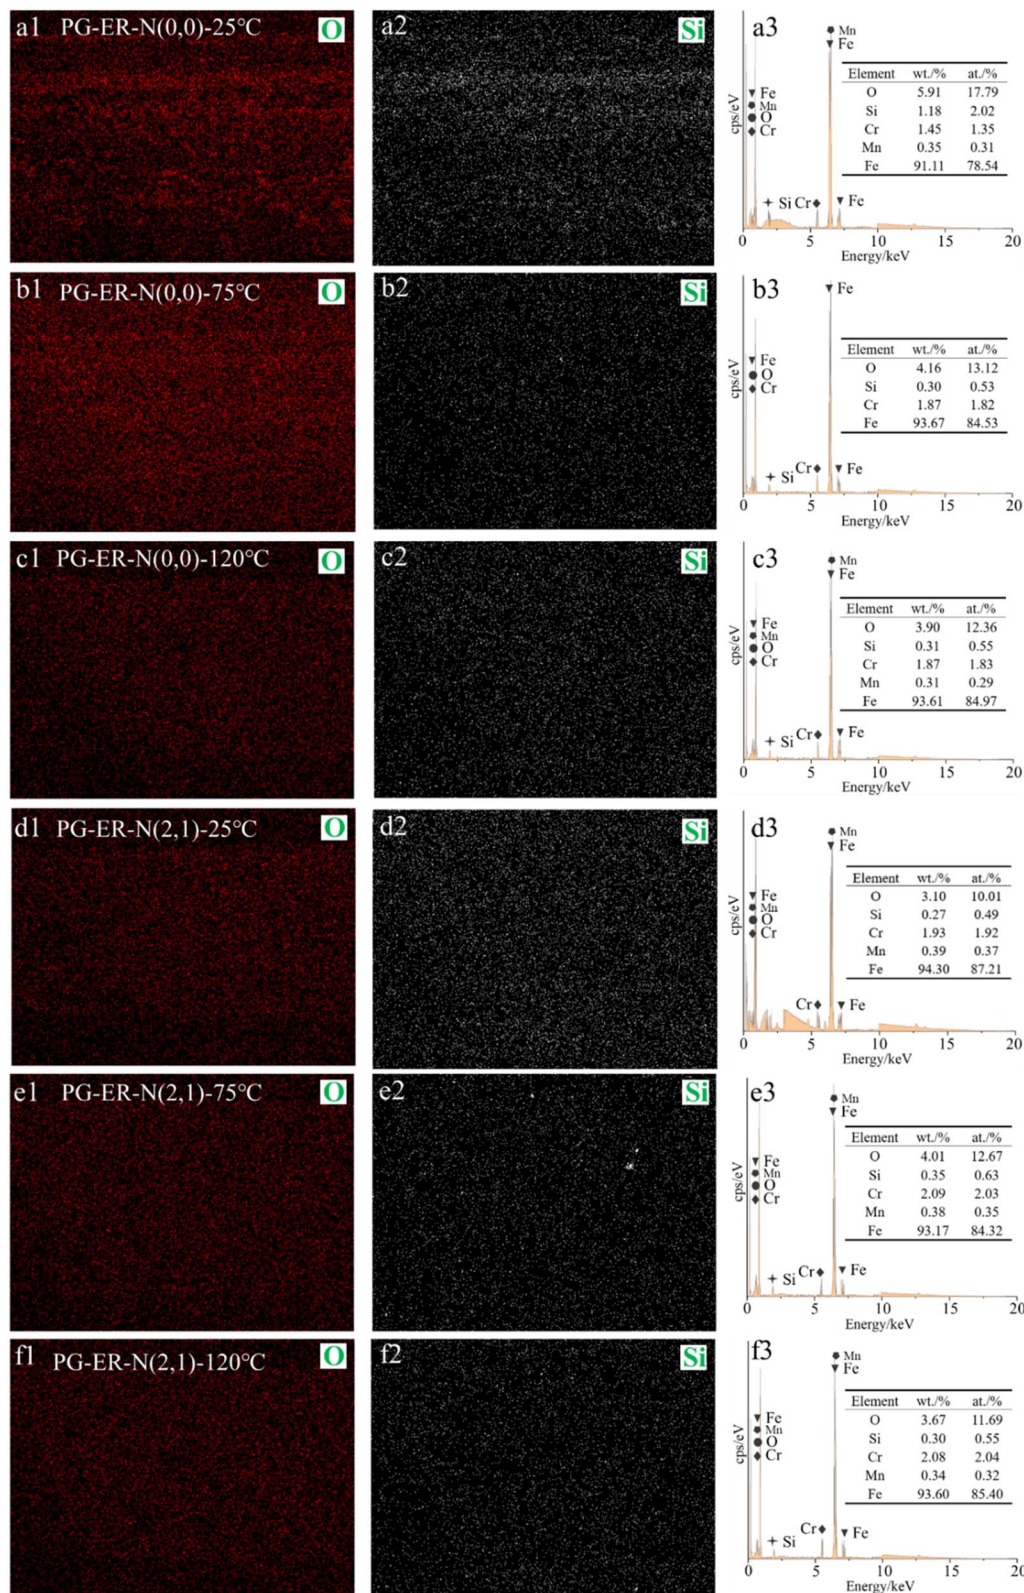 a1 PG-ER-N(0,0)-25℃ O
a2 Si
a3
Mn
Fe
Fe
Mn
O
Cr
Si Cr Fe
cps/eV
Element wt./% at./%
O 5.91 17.79
Si 1.18 2.02
Cr 1.45 1.35
Mn 0.35 0.31
Fe 91.11 78.54
0 5 10 15 20
Energy/keV
b1 PG-ER-N(0,0)-75℃ O
b2 Si
b3
Fe
Fe
O
Cr
Si Cr Fe
cps/eV
Element wt./% at./%
O 4.16 13.12
Si 0.30 0.53
Cr 1.87 1.82
Fe 93.67 84.53
0 5 10 15 20
Energy/keV
c1 PG-ER-N(0,0)-120℃ O
c2 Si
c3
Mn
Fe
Fe
Mn
O
Cr
Si Cr Fe
cps/eV
Element wt./% at./%
O 3.90 12.36
Si 0.31 0.55
Cr 1.87 1.83
Mn 0.31 0.29
Fe 93.61 84.97
0 5 10 15 20
Energy/keV
d1 PG-ER-N(2,1)-25℃ O
d2 Si
d3
Mn
Fe
Fe
Mn
O
Cr
Cr Fe
cps/eV
Element wt./% at./%
O 3.10 10.01
Si 0.27 0.49
Cr 1.93 1.92
Mn 0.39 0.37
Fe 94.30 87.21
0 5 10 15 20
Energy/keV
e1 PG-ER-N(2,1)-75℃ O
e2 Si
e3
Mn
Fe
Fe
Mn
O
Cr
Si Cr Fe
cps/eV
Element wt./% at./%
O 4.01 12.67
Si 0.35 0.63
Cr 2.09 2.03
Mn 0.38 0.35
Fe 93.17 84.32
0 5 10 15 20
Energy/keV
f1 PG-ER-N(2,1)-120℃ O
f2 Si
f3
Mn
Fe
Fe
Mn
O
Cr
Si Cr Fe
cps/eV
Element wt./% at./%
O 3.67 11.69
Si 0.30 0.55
Cr 2.08 2.04
Mn 0.34 0.32
Fe 93.60 85.40
0 5 10 15 20
Energy/keV